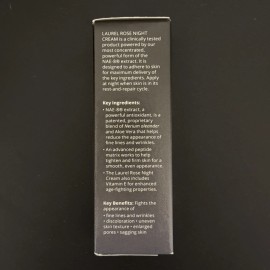 LAUREL ROSE NIGHT
CREAM is a clinically tested
product powered by our
most concentrated,
powerful form of the
NAE-8® extract. It is
designed to adhere to skin
for maximum delivery of
the key ingredients. Apply
at night when skin is in its
rest and repair cycle.
Key Ingredients:
• NAE-8® extract, a
powerful antioxidant, is a
patented, proprietary
blend of Nerium oleander
and Aloe Vera that helps
reduce the appearance of
fine lines and wrinkles.
• An advanced peptide
matrix works to help
tighten and firm skin for a
smooth, even appearance.
• The Laurel Rose Night
Cream also includes
Vitamin E for enhanced
age-fighting properties.
Key Benefits: Fights the
appearance of
• fine lines and wrinkles
• discoloration • uneven
skin texture • enlarged
pores • sagging skin